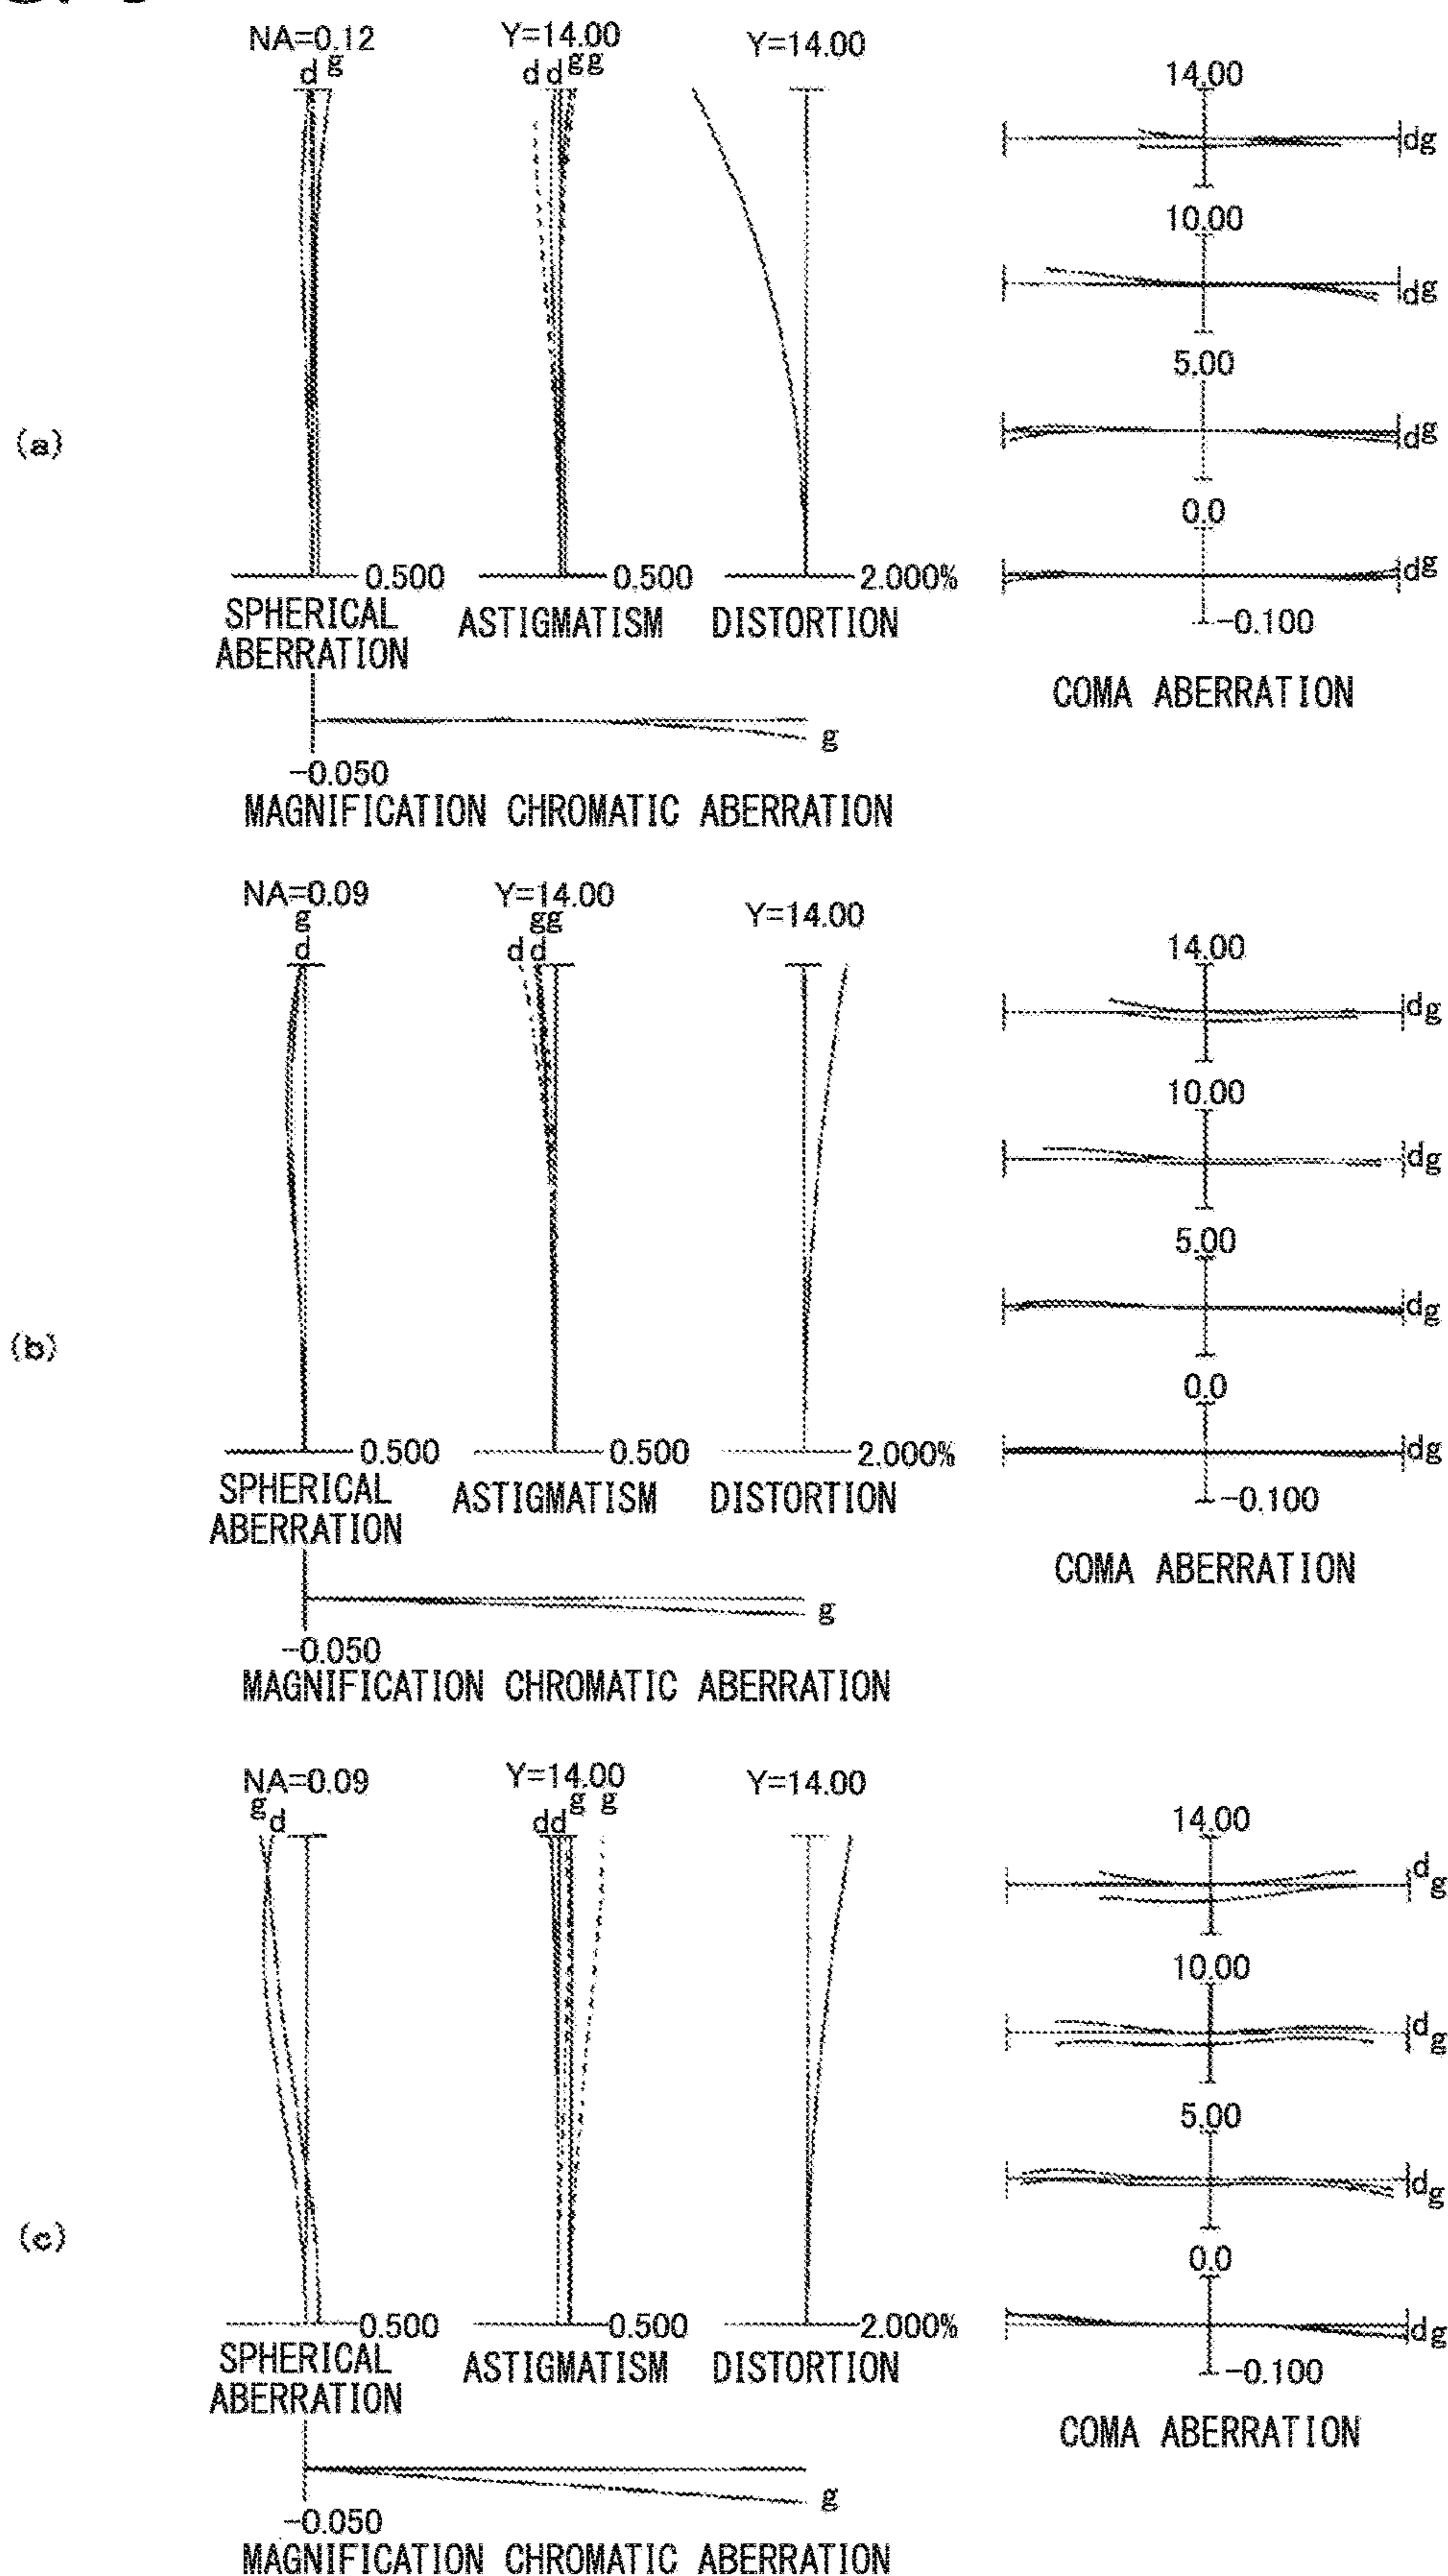 NA=0.12
Y=14.00
Y=14.00
d g
d d g g
14.00
dg
10.00
dg
5.00
dg
0.0
dg
-0.100
COMA ABERRATION
(a)
0.500
0.500
2.000%
SPHERICAL
ABERRATION
ASTIGMATISM
DISTORTION
g
-0.050
MAGNIFICATION CHROMATIC ABERRATION
NA=0.09
Y=14.00
Y=14.00
g
d
gg
d d
14.00
dg
10.00
dg
5.00
dg
0.0
dg
-0.100
COMA ABERRATION
(b)
0.500
0.500
2.000%
SPHERICAL
ABERRATION
ASTIGMATISM
DISTORTION
g
-0.050
MAGNIFICATION CHROMATIC ABERRATION
NA=0.09
Y=14.00
Y=14.00
g d
dd g g
14.00
d g
10.00
dg
5.00
dg
0.0
dg
-0.100
COMA ABERRATION
(c)
0.500
0.500
2.000%
SPHERICAL
ABERRATION
ASTIGMATISM
DISTORTION
g
-0.050
MAGNIFICATION CHROMATIC ABERRATION